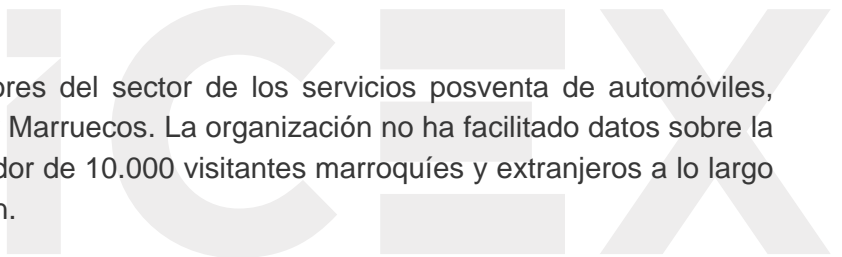 iCEX
ores del sector de los servicios posventa de automóviles,
Marruecos. La organización no ha facilitado datos sobre la
dor de 10.000 visitantes marroquíes y extranjeros a lo largo
n.